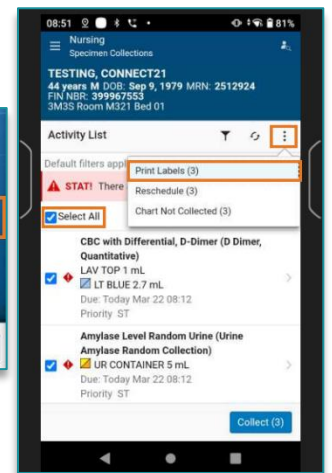 08:51 81%
Nursing
Specimen Collections
TESTING, CONNECT21
44 years M DOB: Sep 9, 1979 MRN: 2512924
FIN NBR: 399967553
3M3S Room M321 Bed 01
Activity List
Default filters appl
Print Labels (3)
STAT! There
Reschedule (3)
Chart Not Collected (3)
Select All
CBC with Differential, D-Dimer (D Dimer,
Quantitative)
LAV TOP 1 mL
LT BLUE 2.7 mL
Due: Today Mar 22 08:12
Priority ST
Amylase Level Random Urine (Urine
Amylase Random Collection)
UR CONTAINER 5 mL
Due: Today Mar 22 08:12
Priority ST
Collect (3)